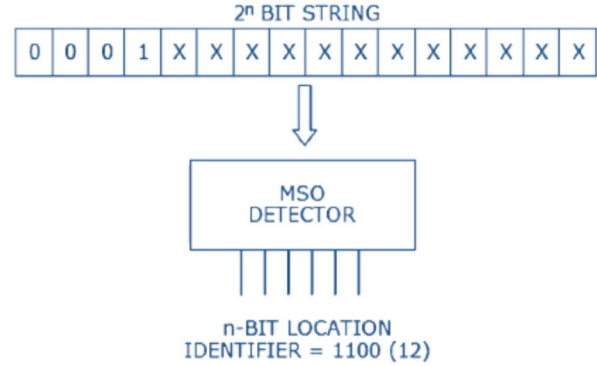 2ⁿ BIT STRING
0 0 0 1 X X X X X X X X X X X X
MSO
DETECTOR
n-BIT LOCATION
IDENTIFIER = 1100 (12)